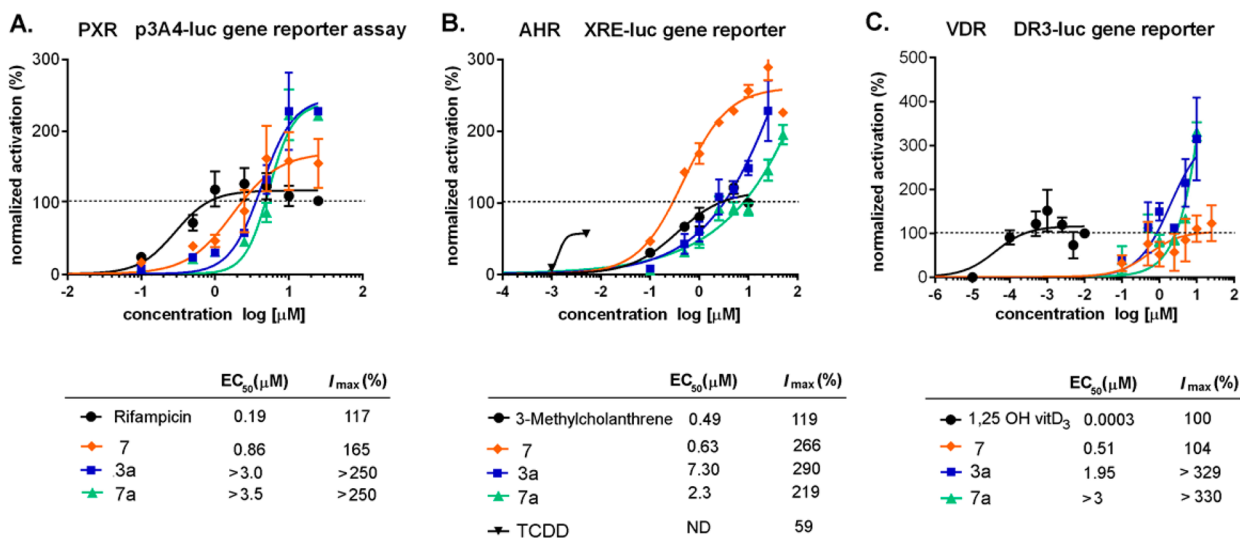 A. PXR p3A4-luc gene reporter assay
normalized activation (%)
300
200
100
0
-2 -1 0 1 2
concentration log [μM]
EC50(μM) Imax (%)
Rifampicin 0.19 117
7 0.86 165
3a >3.0 >250
7a >3.5 >250
B. AHR XRE-luc gene reporter
normalized activation (%)
300
200
100
0
-4 -3 -2 -1 0 1 2
concentration log [μM]
EC50(μM) Imax (%)
3-Methylcholanthrene 0.49 119
7 0.63 266
3a 7.30 290
7a 2.3 219
TCDD ND 59
C. VDR DR3-luc gene reporter
normalized activation (%)
500
400
300
200
100
0
-6 -5 -4 -3 -2 -1 0 1 2
concentration log [μM]
EC50(μM) Imax (%)
1,25 OH vitD3 0.0003 100
7 0.51 104
3a 1.95 > 329
7a >3 > 330